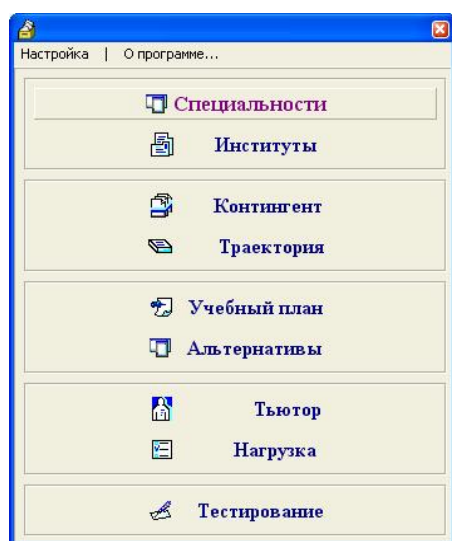 Настройка | О программе...
Специальности
Институты
Контингент
Траектория
Учебный план
Альтернативы
Тьютор
Нагрузка
Тестирование